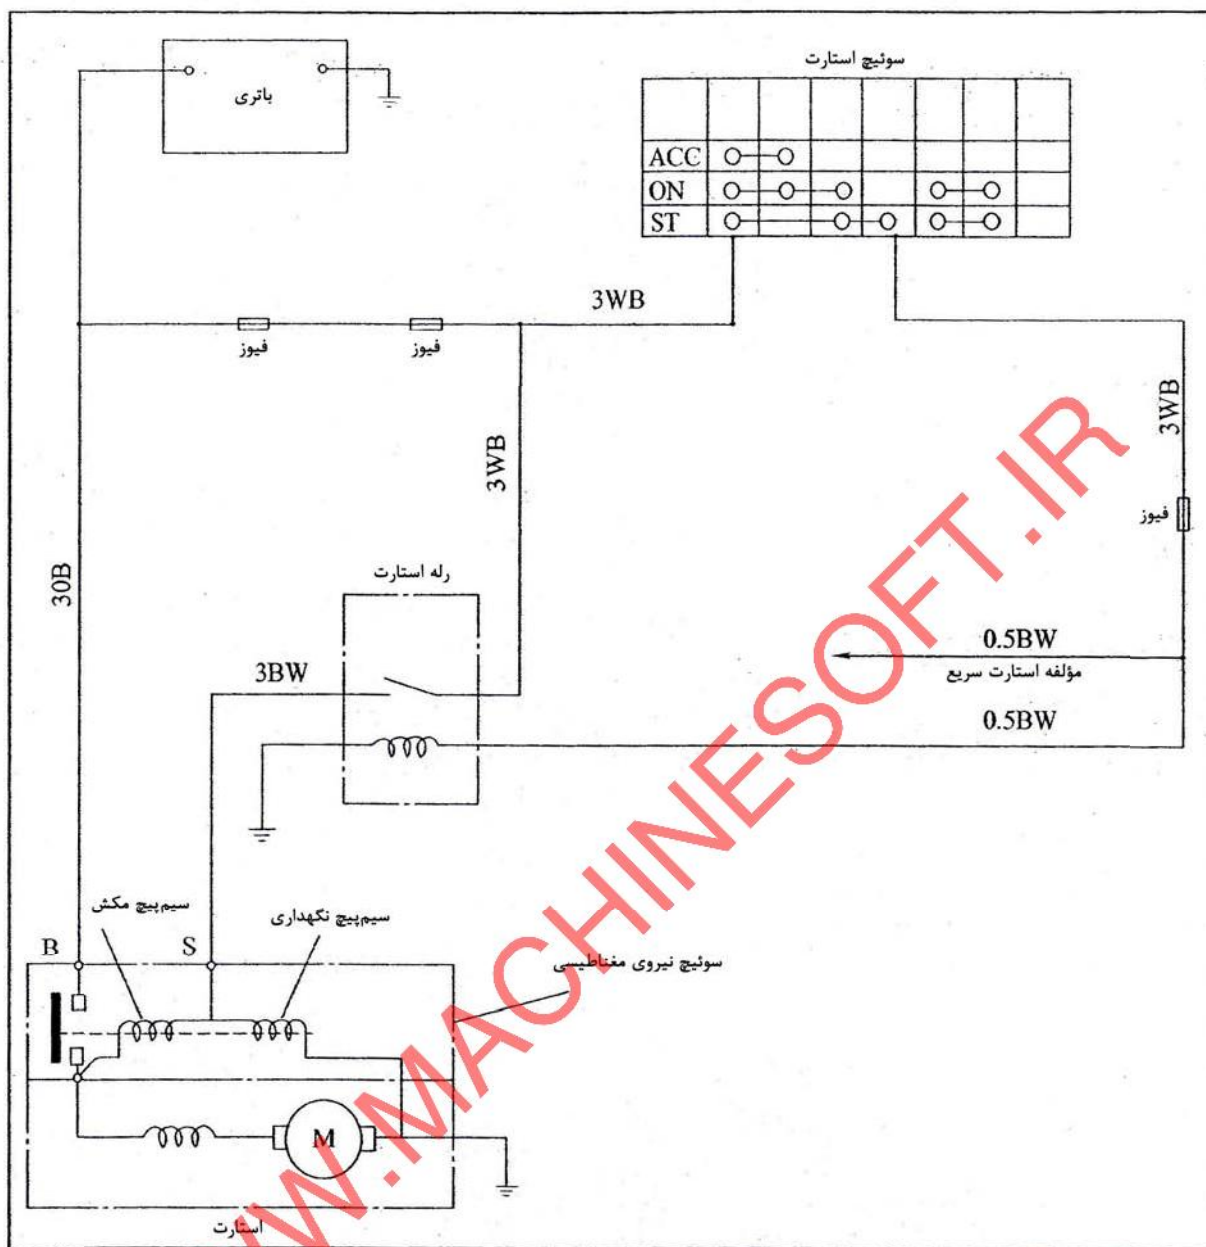 سوئیچ استارت
باتری
ACC
ON
ST
3WB
فیوز
فیوز
3WB
3WB
فیوز
30B
رله استارت
0.5BW
مؤلفه استارت سریع
3BW
0.5BW
سیم‌پیچ مکش
سیم‌پیچ نگهداری
B
S
سوئیچ نیروی مغناطیسی
M
استارت
WW.MACHINESOFT.IR